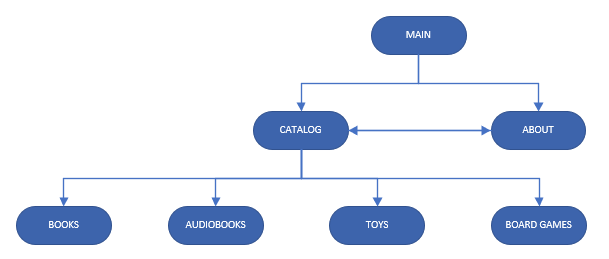 MAIN
CATALOG
ABOUT
BOOKS
AUDIOBOOKS
TOYS
BOARD GAMES